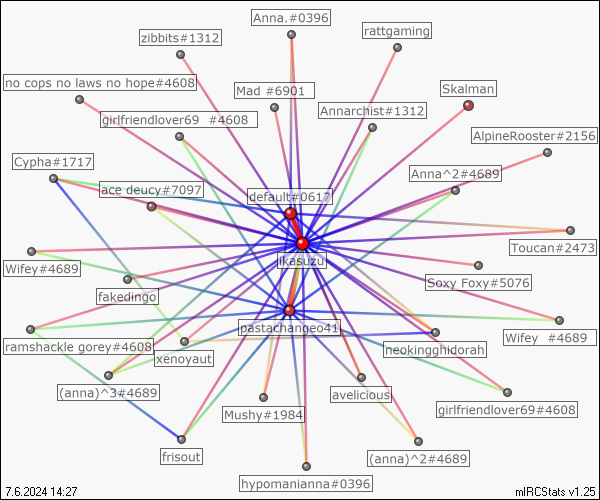 Anna.#0396
rattgaming
zibbits#1312
no cops no laws no hope#4608
Mad #6901
Skalman
girlfriendlover69 #4608
Annarchist#1312
AlpineRooster#2156
Cypha#1717
Anna^2#4689
ace deucy#7097
default#0617
Toucan#2473
ikasuzu
Wifey#4689
Soxy Foxy#5076
fakedingo
pastachangeo41
Wifey #4689
ramshackle gorey#4608
xenoyaut
neokingghidorah
(anna)^3#4689
avelicious
Mushy#1984
girlfriendlover69#4608
frisout
(anna)^2#4689
hypomanianna#0396
7.6.2024 14:27
mIRCStats v1.25